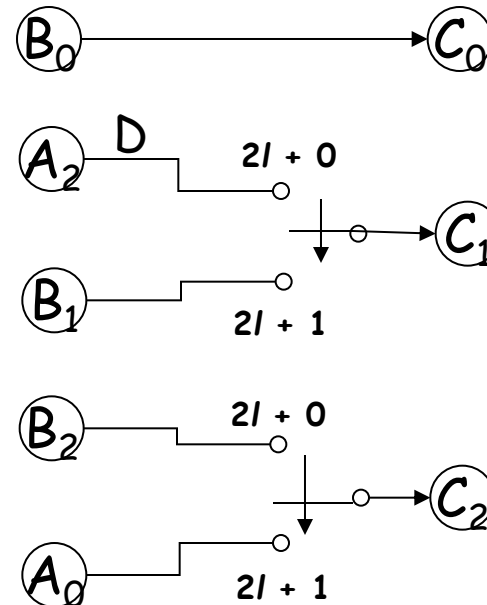 B₀ C₀
D
A₂ 2l + 0
C₁
B₁
2l + 1
2l + 0
B₂
C₂
A₀
2l + 1